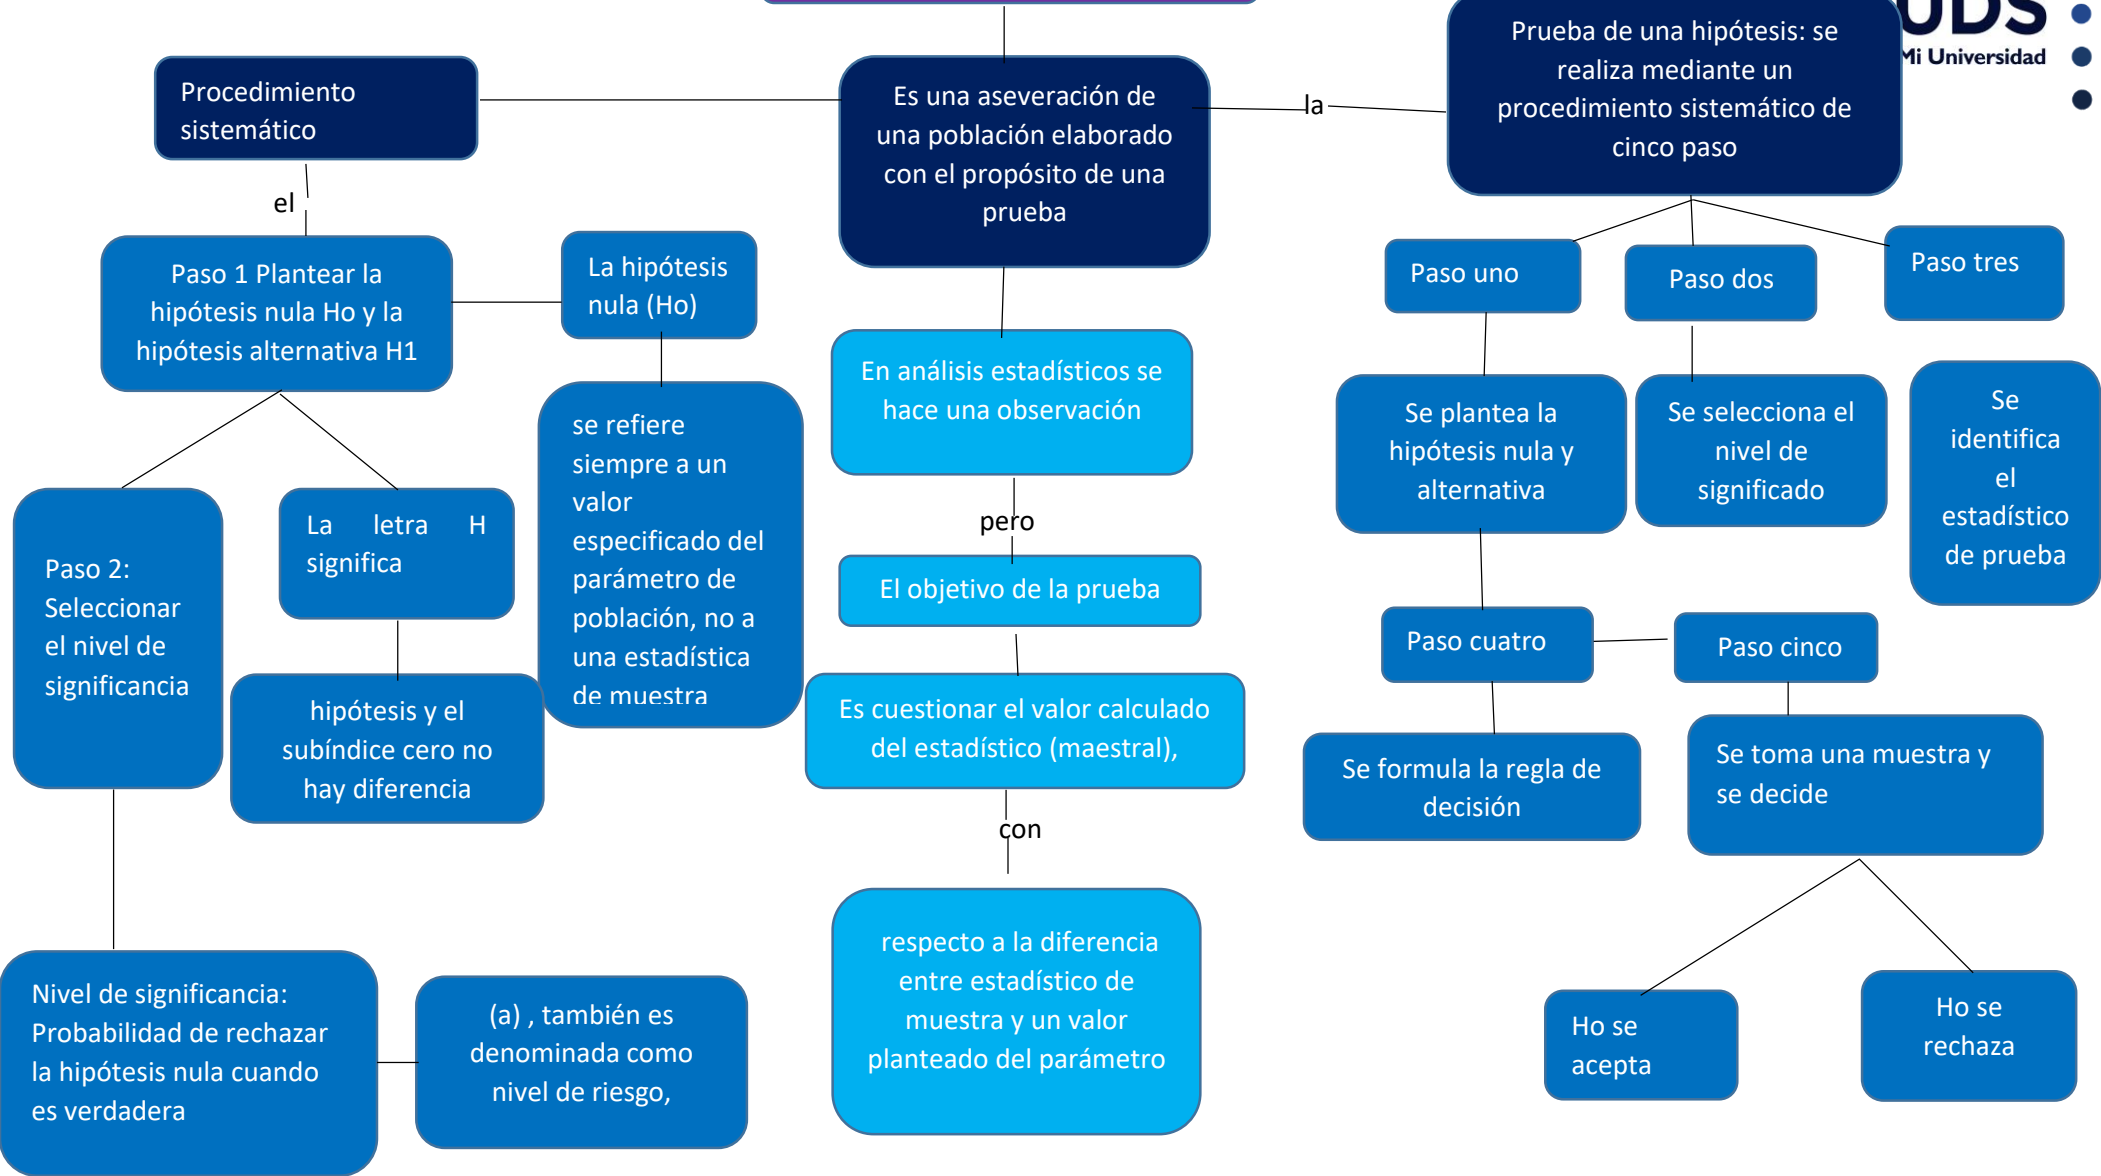 UDS
Mi Universidad
Procedimiento
sistemático
Es una aseveración de
una población elaborado
con el propósito de una
prueba
la
Prueba de una hipótesis: se
realiza mediante un
procedimiento sistemático de
cinco paso
el
Paso 1 Plantear la
hipótesis nula Ho y la
hipótesis alternativa H1
La hipótesis
nula (Ho)
se refiere
siempre a un
valor
especificado del
parámetro de
población, no a
una estadística
de muestra
Paso 2:
Seleccionar
el nivel de
significancia
La letra H
significa
hipótesis y el
subíndice cero no
hay diferencia
Nivel de significancia:
Probabilidad de rechazar
la hipótesis nula cuando
es verdadera
(a) , también es
denominada como
nivel de riesgo,
En análisis estadísticos se
hace una observación
pero
El objetivo de la prueba
Es cuestionar el valor calculado
del estadístico (maestral),
con
respecto a la diferencia
entre estadístico de
muestra y un valor
planteado del parámetro
Paso uno
Paso dos
Paso tres
Se plantea la
hipótesis nula y
alternativa
Se selecciona el
nivel de
significado
Se
identifica
el
estadístico
de prueba
Paso cuatro
Paso cinco
Se formula la regla de
decisión
Se toma una muestra y
se decide
Ho se
acepta
Ho se
rechaza